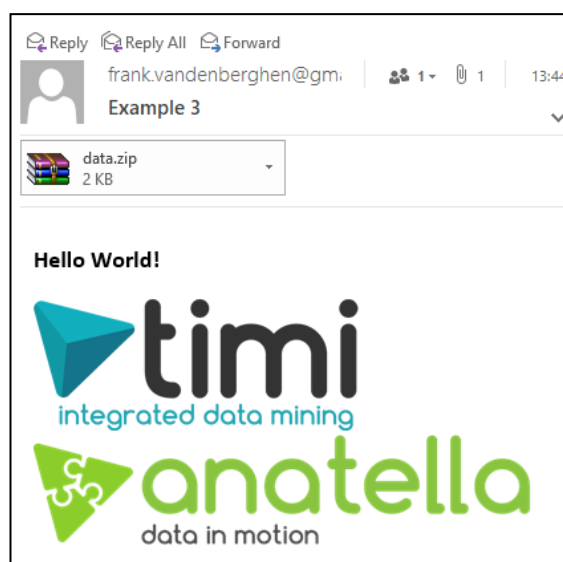 Reply Reply All Forward
frank.vandenberghen@gm 1 1 13:44
Example 3
data.zip
2 KB
Hello World!
timi
integrated data mining
anatella
data in motion